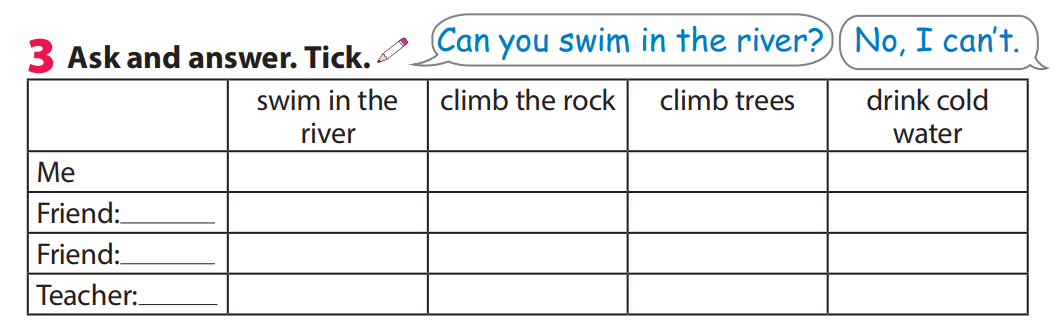 3 Ask and answer. Tick.
Can you swim in the river?
No, I can't.
swim in the river
climb the rock
climb trees
drink cold water
Me
Friend:
Friend:
Teacher: